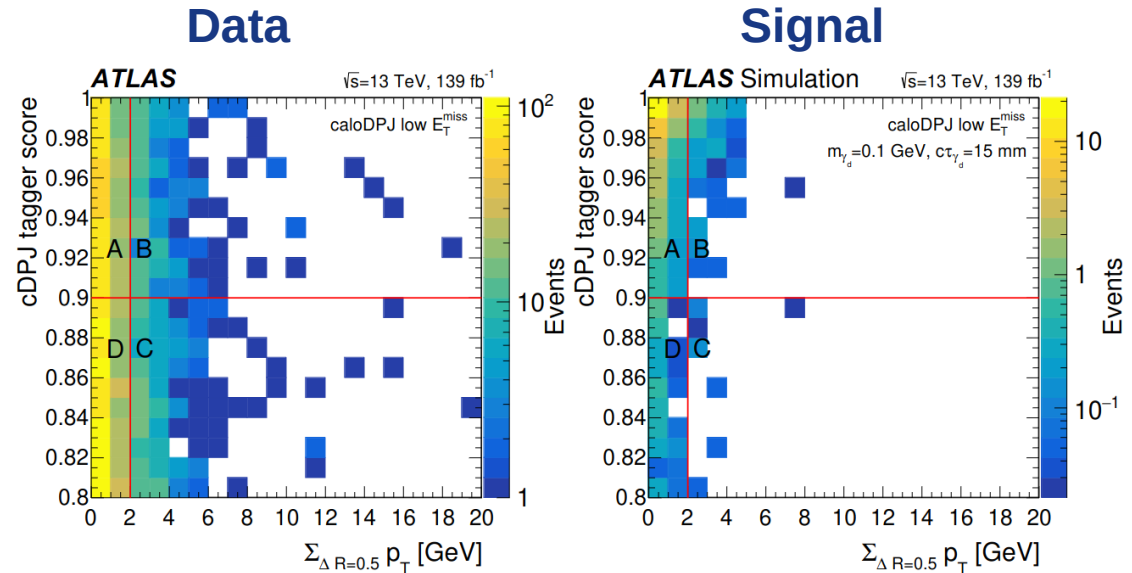 Data
Signal
ATLAS
√s=13 TeV, 139 fb⁻¹
ATLAS Simulation
√s=13 TeV, 139 fb⁻¹
caloDPJ low E_T^miss
caloDPJ low E_T^miss
m_γd=0.1 GeV, cτ_γd=15 mm
cDPJ tagger score
1
0.98
0.96
0.94
0.92
0.9
0.88
0.86
0.84
0.82
0.8
A B
D C
0 2 4 6 8 10 12 14 16 18 20
Σ_Δ R=0.5 p_T [GeV]
10²
10
1
Events
cDPJ tagger score
1
0.98
0.96
0.94
0.92
0.9
0.88
0.86
0.84
0.82
0.8
A B
D C
0 2 4 6 8 10 12 14 16 18 20
Σ_Δ R=0.5 p_T [GeV]
10
1
10⁻¹
Events